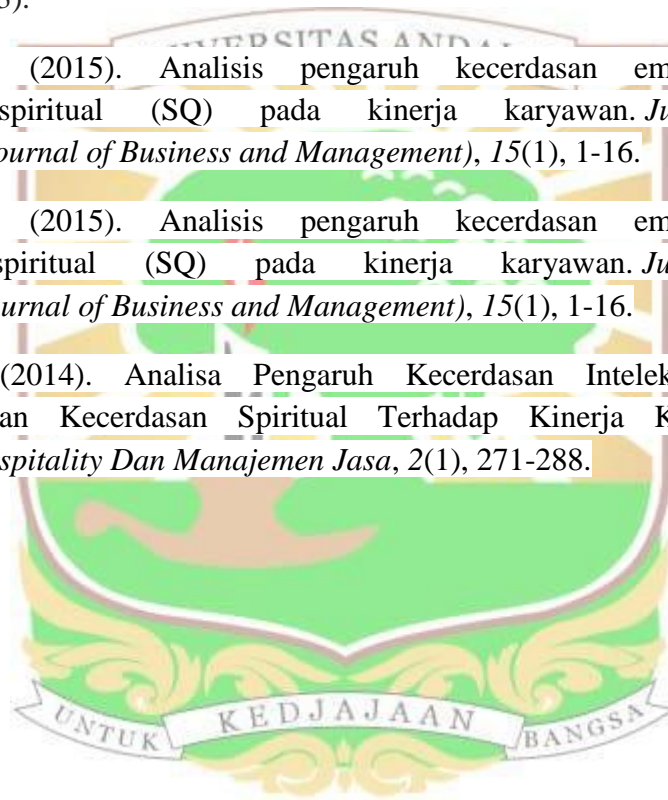 3).
UNIVERSITAS ANDAL
(2015). Analisis pengaruh kecerdasan em
spiritual (SQ) pada kinerja karyawan. Ju
ournal of Business and Management), 15(1), 1-16.
(2015). Analisis pengaruh kecerdasan em
spiritual (SQ) pada kinerja karyawan. Ju
urnal of Business and Management), 15(1), 1-16.
(2014). Analisa Pengaruh Kecerdasan Intelek
an Kecerdasan Spiritual Terhadap Kinerja K
spitality Dan Manajemen Jasa, 2(1), 271-288.
UNTUK KEDJAJAAN BANGSA